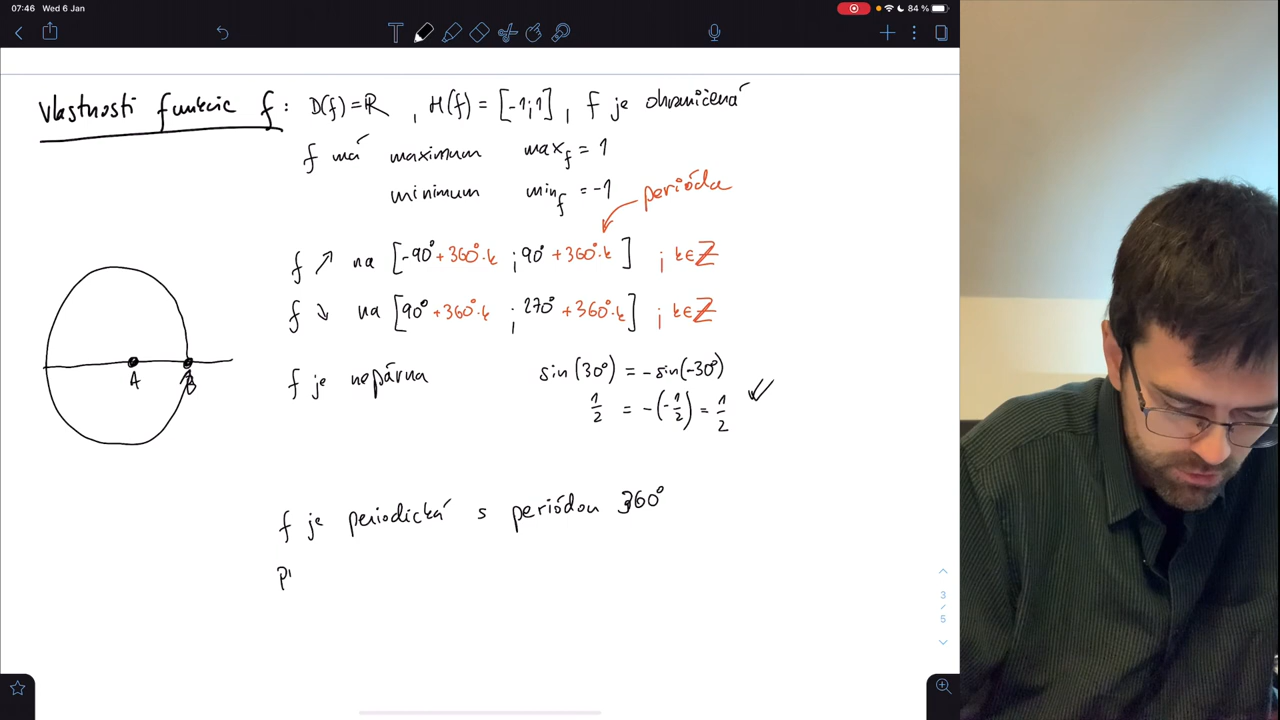 07:46 Wed 6 Jan
84 %
T
Vlastnosti funkcie f: D(f)=R, H(f) = [-1;1], f je ohraničená
f má maximum max_f = 1
minimum min_f = -1
perióda
f ↗ na [-90°+360°·k ; 90°+360°·k] ; k∈Z
f ↘ na [90°+360°·k ; 270°+360°·k] ; k∈Z
A B
f je nepárna sin(30°) = -sin(-30°)
1/2 = -(-1/2) = 1/2 ✓
f je periodická s periódou 360°
3
/
5